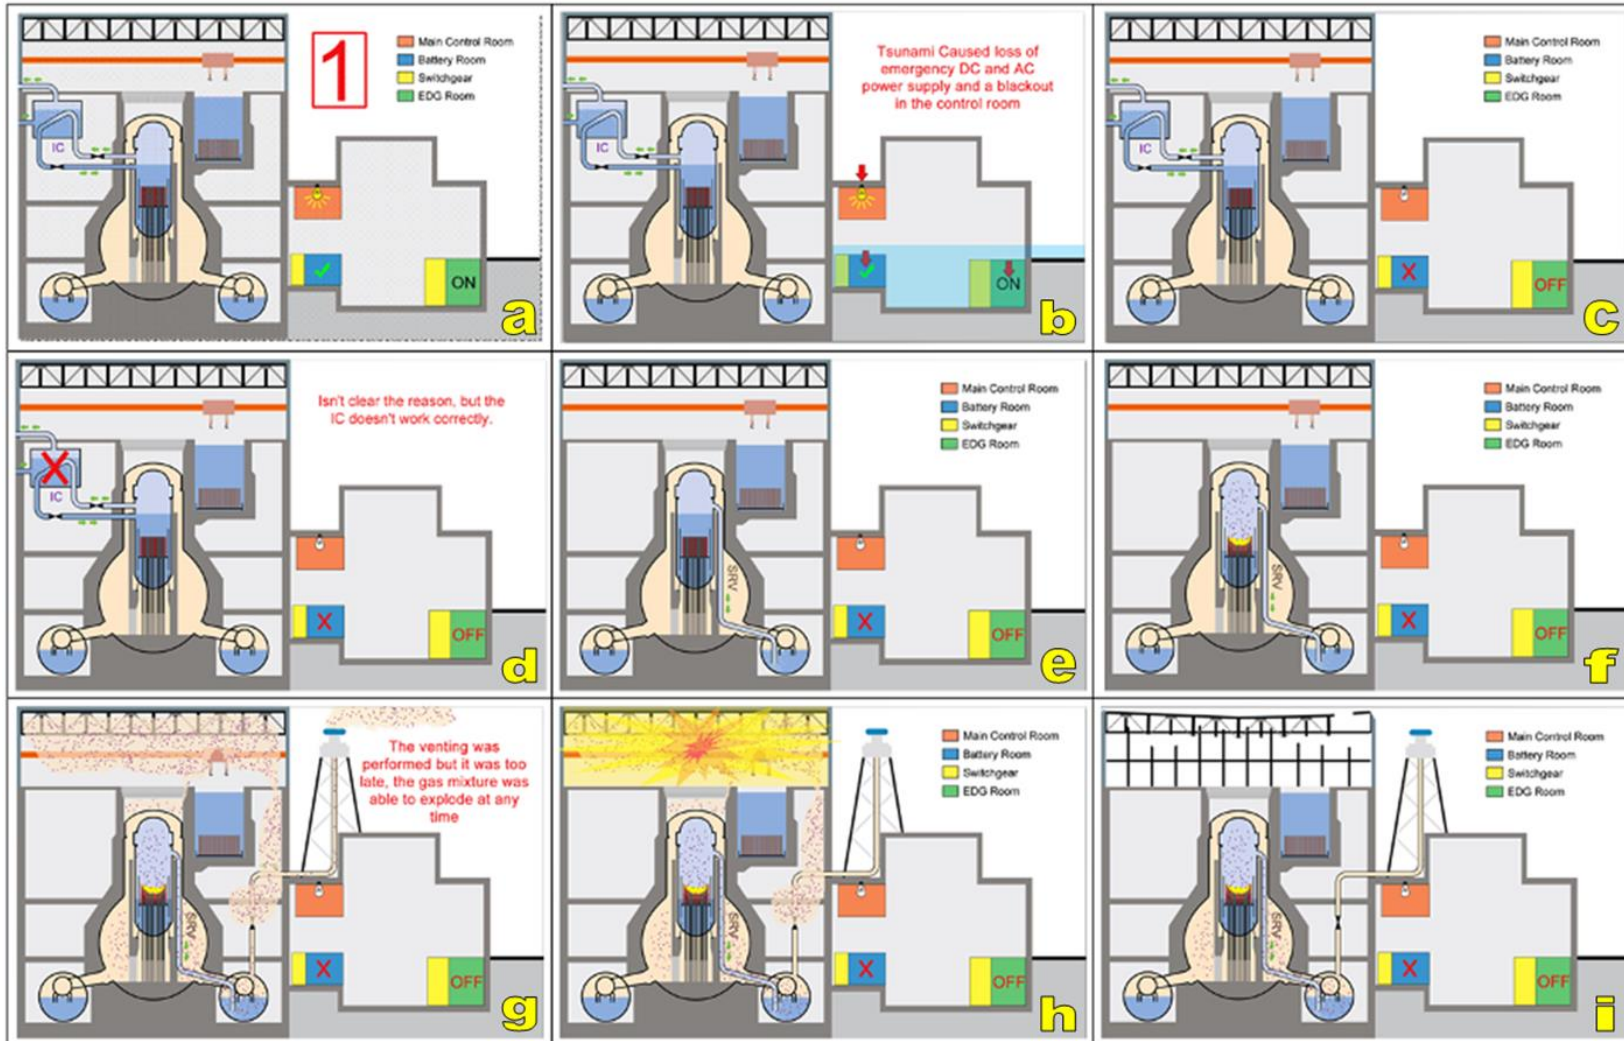 1
Main Control Room
Battery Room
Switchgear
EDG Room
IC
ON
a
Tsunami Caused loss of
emergency DC and AC
power supply and a blackout
in the control room
IC
ON
b
Main Control Room
Battery Room
Switchgear
EDG Room
IC
X
OFF
c
Isn't clear the reason, but the
IC doesn't work correctly.
X
IC
X
OFF
d
Main Control Room
Battery Room
Switchgear
EDG Room
SRV
X
OFF
e
Main Control Room
Battery Room
Switchgear
EDG Room
SRV
X
OFF
f
The venting was
performed but it was too
late, the gas mixture was
able to explode at any
time
SRV
X
OFF
g
Main Control Room
Battery Room
Switchgear
EDG Room
SRV
X
OFF
h
Main Control Room
Battery Room
Switchgear
EDG Room
SRV
X
OFF
i